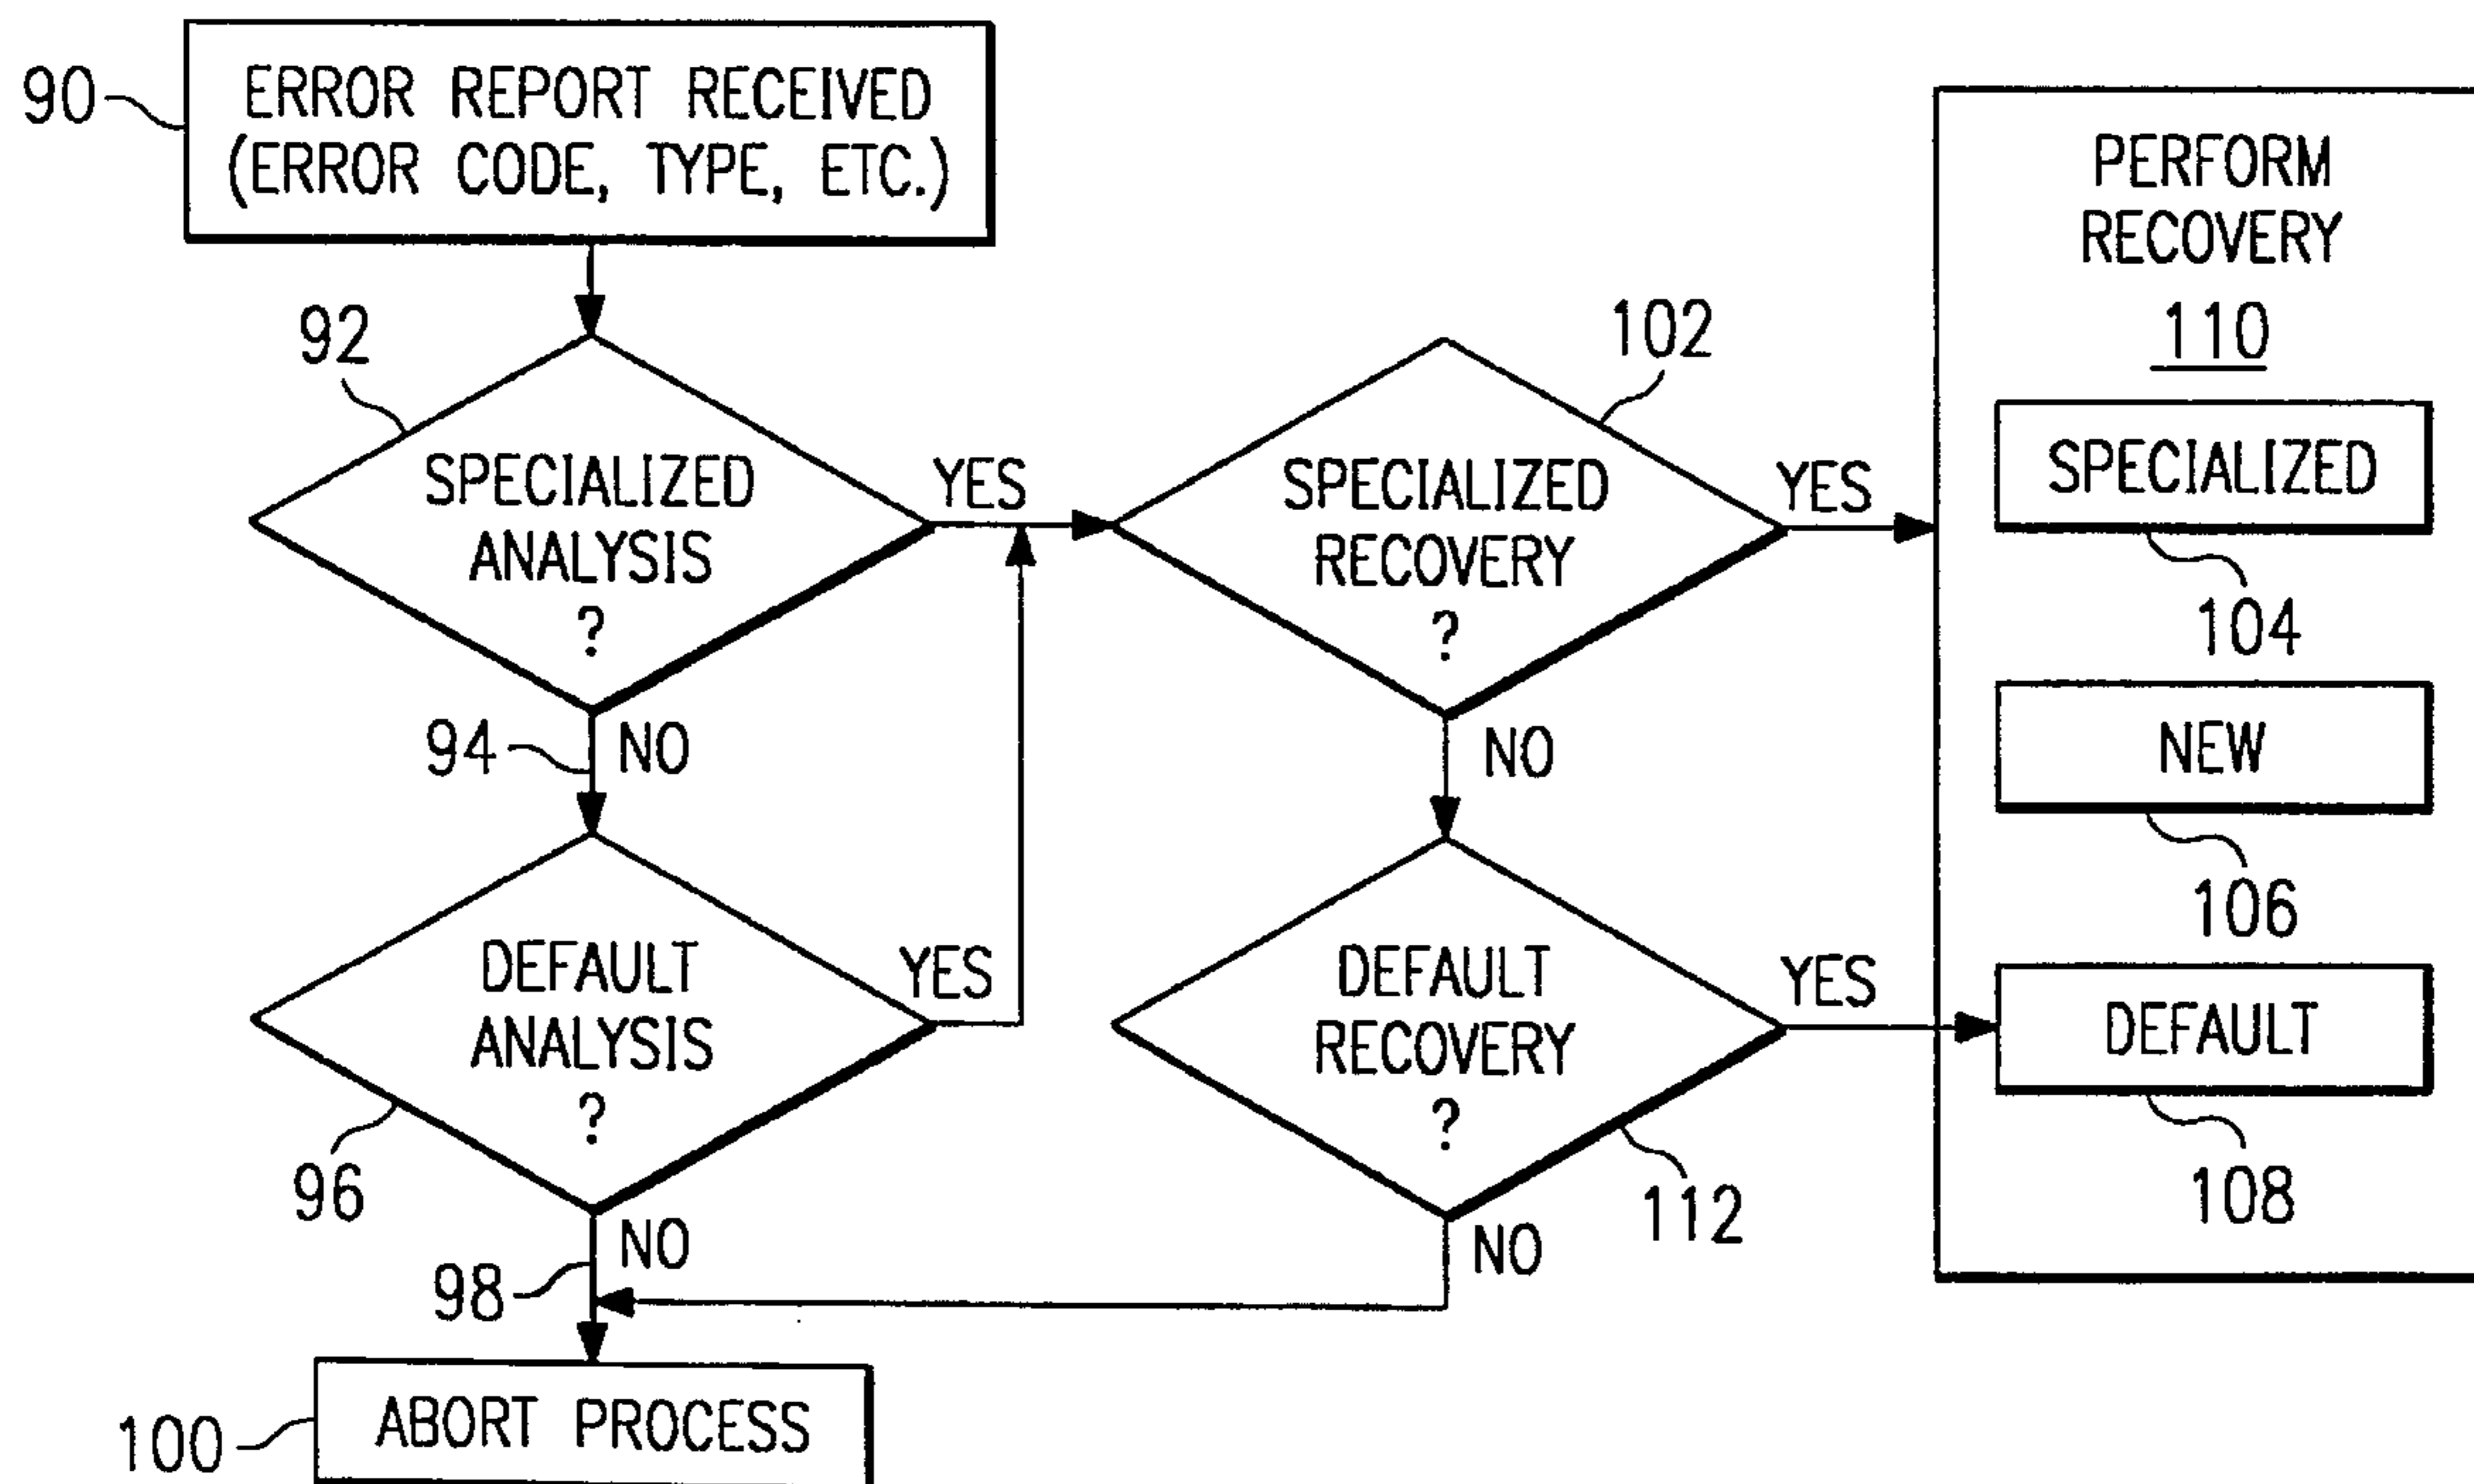 90
ERROR REPORT RECEIVED
(ERROR CODE, TYPE, ETC.)
92
SPECIALIZED
ANALYSIS
?
YES
94
NO
DEFAULT
ANALYSIS
?
YES
96
NO
98
100
ABORT PROCESS
102
SPECIALIZED
RECOVERY
?
YES
NO
DEFAULT
RECOVERY
?
YES
112
NO
PERFORM
RECOVERY
110
SPECIALIZED
104
NEW
106
DEFAULT
108